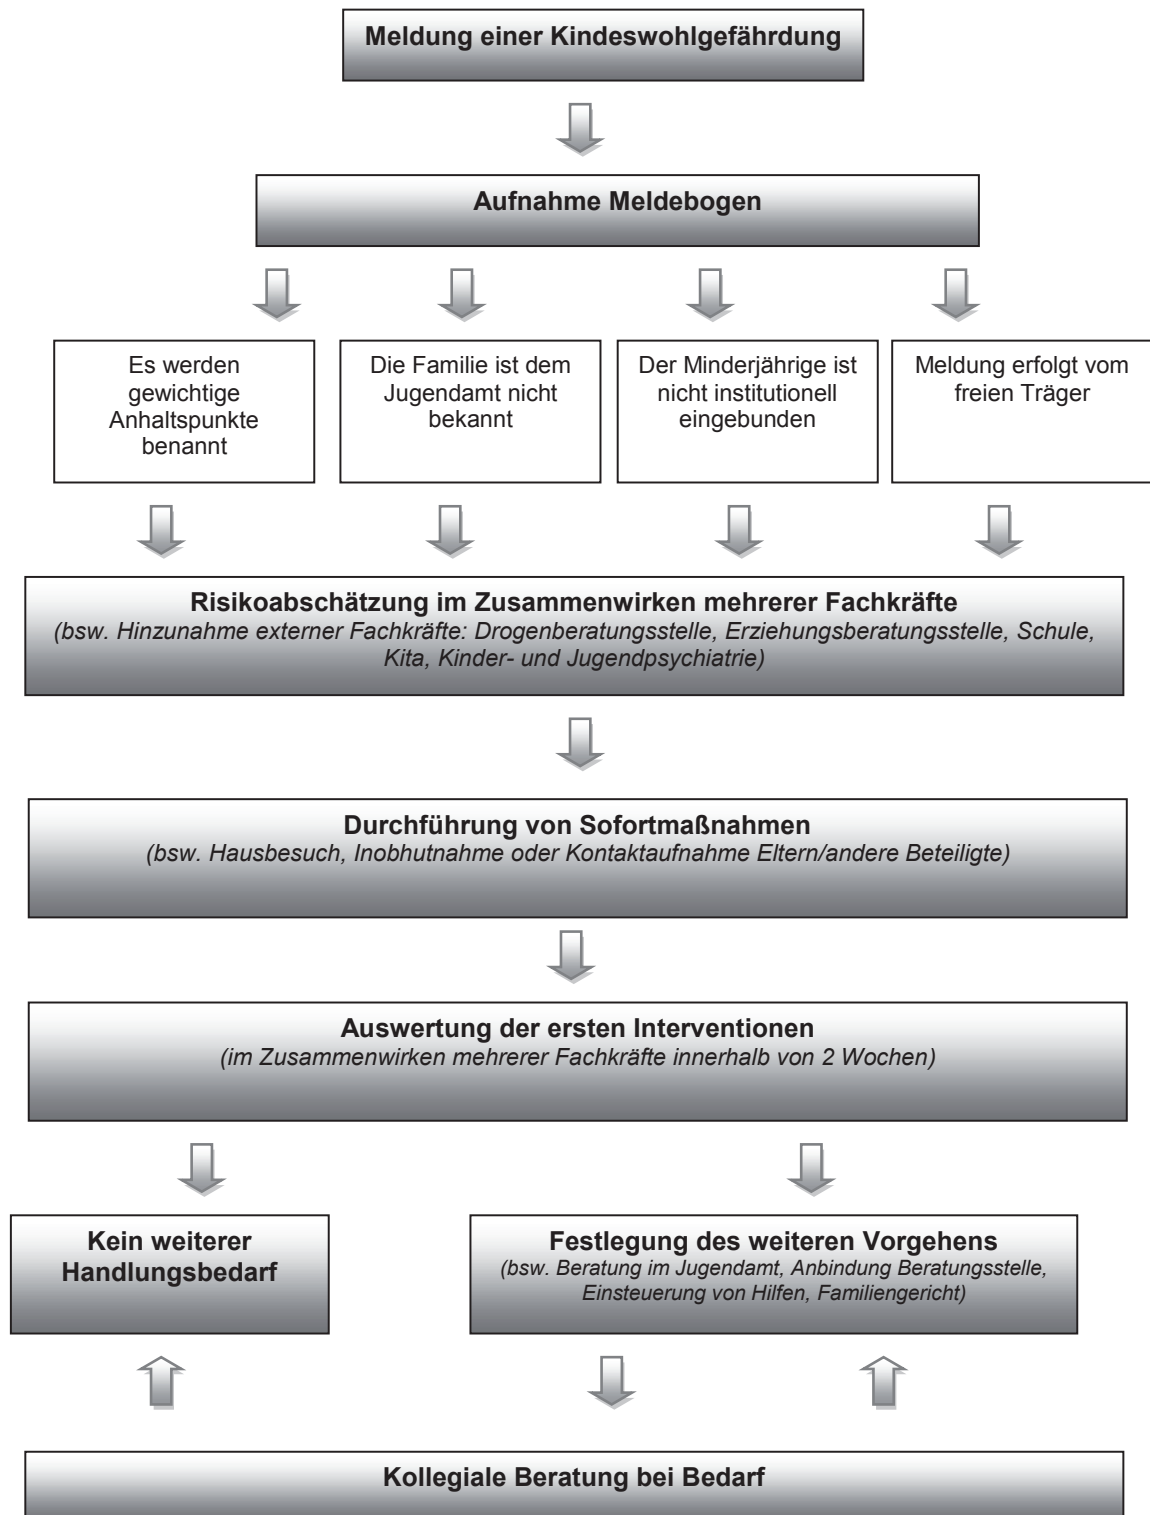 Meldung einer Kindeswohlgefährdung
Aufnahme Meldebogen
Es werden
gewichtige
Anhaltspunkte
benannt
Die Familie ist dem
Jugendamt nicht
bekannt
Der Minderjährige ist
nicht institutionell
eingebunden
Meldung erfolgt vom
freien Träger
Risikoabschätzung im Zusammenwirken mehrerer Fachkräfte
(bsw. Hinzunahme externer Fachkräfte: Drogenberatungsstelle, Erziehungsberatungsstelle, Schule,
Kita, Kinder- und Jugendpsychiatrie)
Durchführung von Sofortmaßnahmen
(bsw. Hausbesuch, Inobhutnahme oder Kontaktaufnahme Eltern/andere Beteiligte)
Auswertung der ersten Interventionen
(im Zusammenwirken mehrerer Fachkräfte innerhalb von 2 Wochen)
Kein weiterer
Handlungsbedarf
Festlegung des weiteren Vorgehens
(bsw. Beratung im Jugendamt, Anbindung Beratungsstelle,
Einsteuerung von Hilfen, Familiengericht)
Kollegiale Beratung bei Bedarf